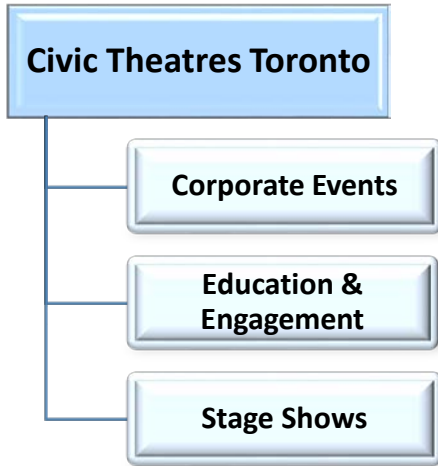 Civic Theatres Toronto
Corporate Events
Education &
Engagement
Stage Shows